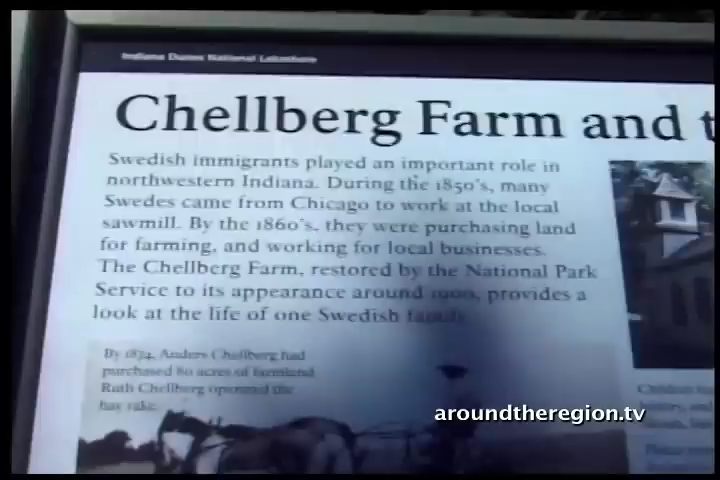 Indiana Dunes National Lakeshore
Chellberg Farm and t
Swedish immigrants played an important role in
northwestern Indiana. During the 1850's, many
Swedes came from Chicago to work at the local
sawmill. By the 1860's, they were purchasing land
for farming, and working for local businesses.
The Chellberg Farm, restored by the National Park
Service to its appearance around 1900, provides a
look at the life of one Swedish family.
By 1874, Anders Chellberg had
purchased 80 acres of farmland.
Ruth Chellberg operated the
hay rake.
aroundtheregion.tv